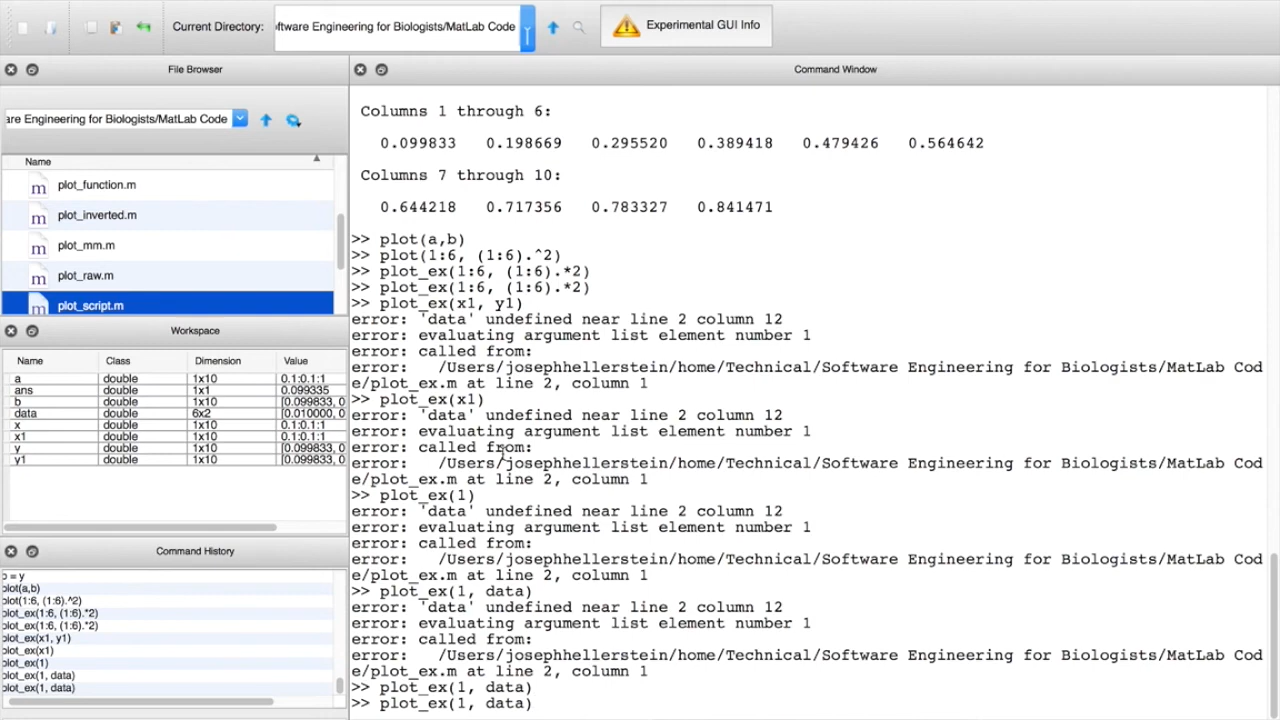 Current Directory:
oftware Engineering for Biologists/MatLab Code
Experimental GUI Info
File Browser
are Engineering for Biologists/MatLab Code
Name
plot_function.m
plot_inverted.m
plot_mm.m
plot_raw.m
plot_script.m
Workspace
Name Class Dimension Value
a double 1x10 0.1:0.1:1
ans double 1x1 0.099335
b double 1x10 [0.099833, 0
data double 6x2 [0.010000, 0
x double 1x10 0.1:0.1:1
x1 double 1x10 0.1:0.1:1
y double 1x10 [0.099833, 0
y1 double 1x10 [0.099833, 0
Command History
b = y
plot(a,b)
plot(1:6, (1:6).^2)
plot_ex(1:6, (1:6).*2)
plot_ex(1:6, (1:6).*2)
plot_ex(x1, y1)
plot_ex(x1)
plot_ex(1)
plot_ex(1, data)
plot_ex(1, data)
Command Window
Columns 1 through 6:
0.099833 0.198669 0.295520 0.389418 0.479426 0.564642
Columns 7 through 10:
0.644218 0.717356 0.783327 0.841471
>> plot(a,b)
>> plot(1:6, (1:6).^2)
>> plot_ex(1:6, (1:6).*2)
>> plot_ex(1:6, (1:6).*2)
>> plot_ex(x1, y1)
error: 'data' undefined near line 2 column 12
error: evaluating argument list element number 1
error: called from:
error:   /Users/josephhellerstein/home/Technical/Software Engineering for Biologists/MatLab Cod
e/plot_ex.m at line 2, column 1
>> plot_ex(x1)
error: 'data' undefined near line 2 column 12
error: evaluating argument list element number 1
error: called from:
error:   /Users/josephhellerstein/home/Technical/Software Engineering for Biologists/MatLab Cod
e/plot_ex.m at line 2, column 1
>> plot_ex(1)
error: 'data' undefined near line 2 column 12
error: evaluating argument list element number 1
error: called from:
error:   /Users/josephhellerstein/home/Technical/Software Engineering for Biologists/MatLab Cod
e/plot_ex.m at line 2, column 1
>> plot_ex(1, data)
error: 'data' undefined near line 2 column 12
error: evaluating argument list element number 1
error: called from:
error:   /Users/josephhellerstein/home/Technical/Software Engineering for Biologists/MatLab Cod
e/plot_ex.m at line 2, column 1
>> plot_ex(1, data)
>> plot_ex(1, data)